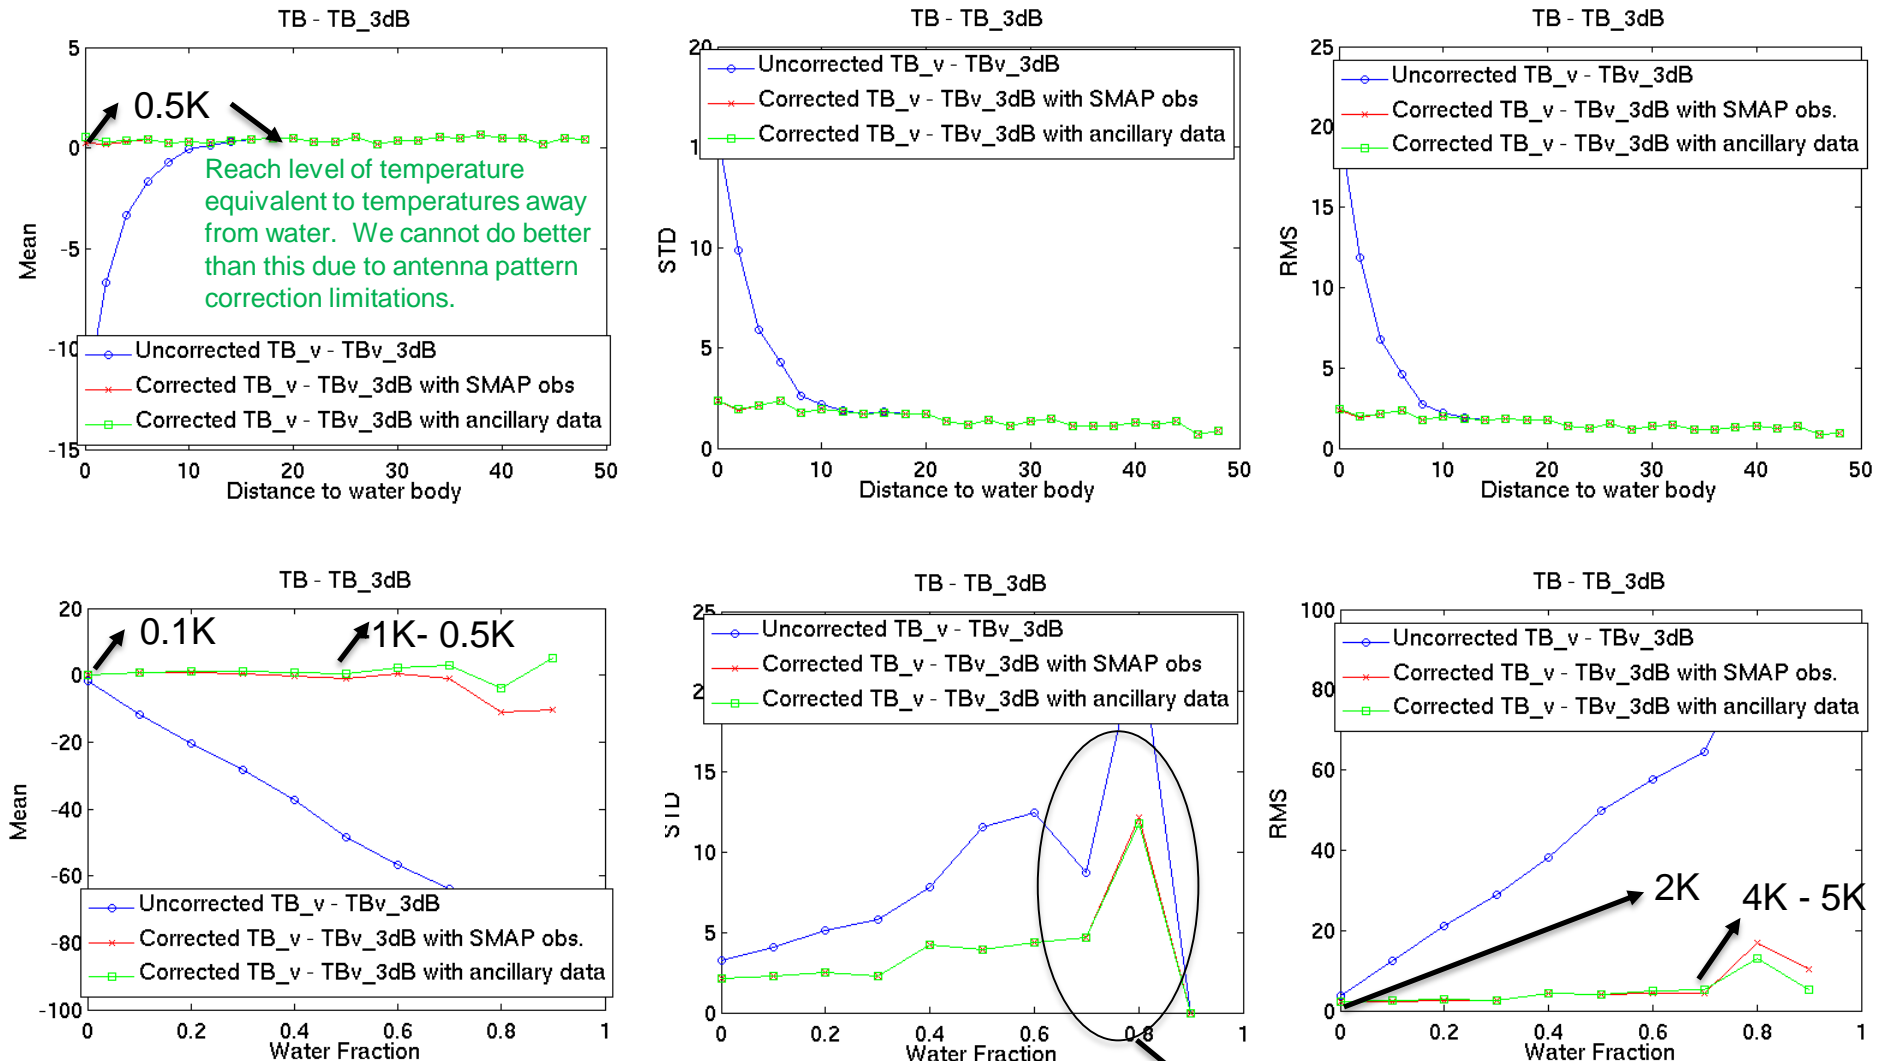 TB - TB_3dB
5
0
-5
-10
-15
Mean
0.5K
Reach level of temperature
equivalent to temperatures away
from water. We cannot do better
than this due to antenna pattern
correction limitations.
Uncorrected TB_v - TBv_3dB
Corrected TB_v - TBv_3dB with SMAP obs
Corrected TB_v - TBv_3dB with ancillary data
0 10 20 30 40 50
Distance to water body
TB - TB_3dB
20
Uncorrected TB_v - TBv_3dB
Corrected TB_v - TBv_3dB with SMAP obs
Corrected TB_v - TBv_3dB with ancillary data
10
5
0
STD
0 10 20 30 40 50
Distance to water body
TB - TB_3dB
25
20
15
10
5
0
RMS
Uncorrected TB_v - TBv_3dB
Corrected TB_v - TBv_3dB with SMAP obs.
Corrected TB_v - TBv_3dB with ancillary data
0 10 20 30 40 50
Distance to water body
TB - TB_3dB
20
0
-20
-40
-60
-80
-100
Mean
0.1K
-1K- 0.5K
Uncorrected TB_v - TBv_3dB
Corrected TB_v - TBv_3dB with SMAP obs.
Corrected TB_v - TBv_3dB with ancillary data
0 0.2 0.4 0.6 0.8 1
Water Fraction
TB - TB_3dB
25
Uncorrected TB_v - TBv_3dB
Corrected TB_v - TBv_3dB with SMAP obs
Corrected TB_v - TBv_3dB with ancillary data
15
10
5
0
STD
0 0.2 0.4 0.6 0.8 1
Water Fraction
TB - TB_3dB
100
80
60
40
20
0
RMS
Uncorrected TB_v - TBv_3dB
Corrected TB_v - TBv_3dB with SMAP obs.
Corrected TB_v - TBv_3dB with ancillary data
2K
4K - 5K
0 0.2 0.4 0.6 0.8 1
Water Fraction